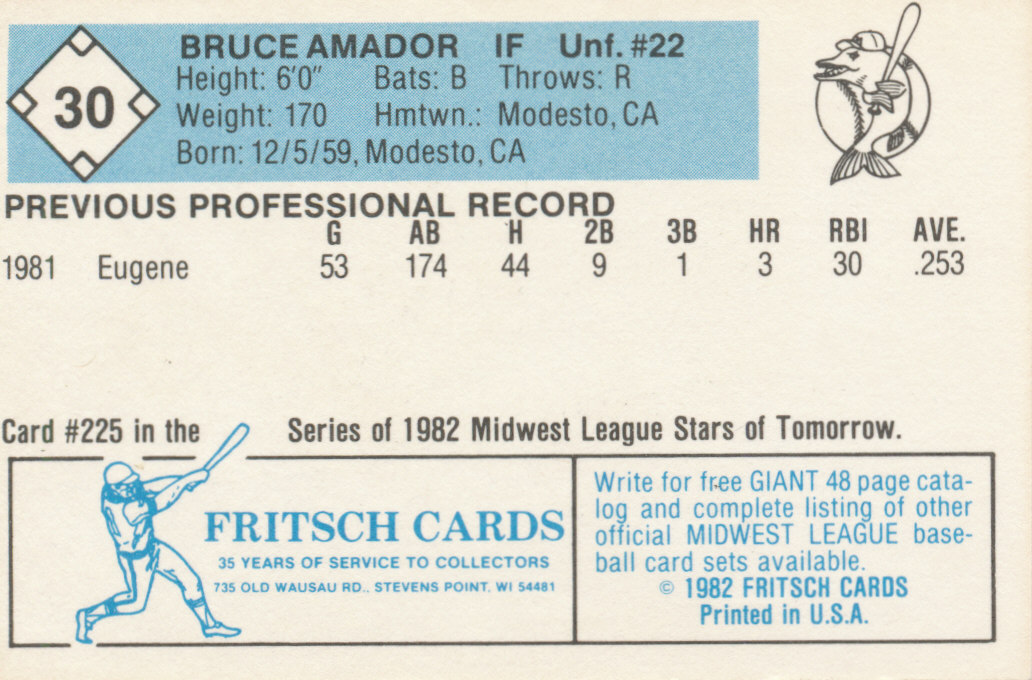 30
BRUCE AMADOR IF Unf. #22
Height: 6'0" Bats: B Throws: R
Weight: 170 Hmtwn.: Modesto, CA
Born: 12/5/59, Modesto, CA
PREVIOUS PROFESSIONAL RECORD
G AB H 2B 3B HR RBI AVE.
1981 Eugene 53 174 44 9 1 3 30 .253
Card #225 in the Series of 1982 Midwest League Stars of Tomorrow.
FRITSCH CARDS
35 YEARS OF SERVICE TO COLLECTORS
735 OLD WAUSAU RD., STEVENS POINT, WI 54481
Write for free GIANT 48 page cata-
log and complete listing of other
official MIDWEST LEAGUE base-
ball card sets available.
© 1982 FRITSCH CARDS
Printed in U.S.A.